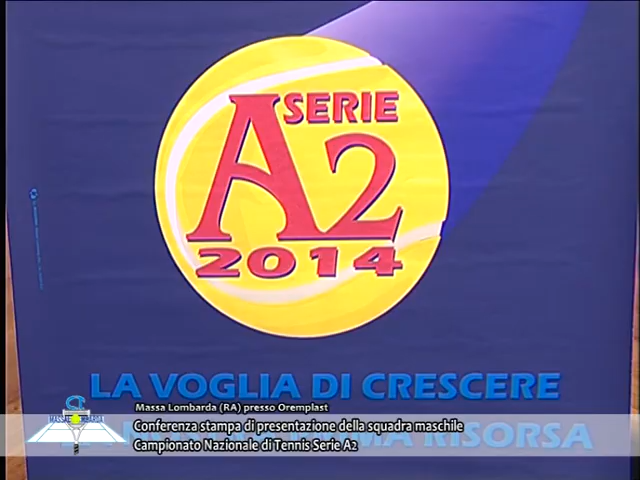 SERIE
A2
2014
LA VOGLIA DI CRESCERE
RISORSA
Massa Lombarda (RA) presso Oremplast
Conferenza stampa di presentazione della squadra maschile
Campionato Nazionale di Tennis Serie A2